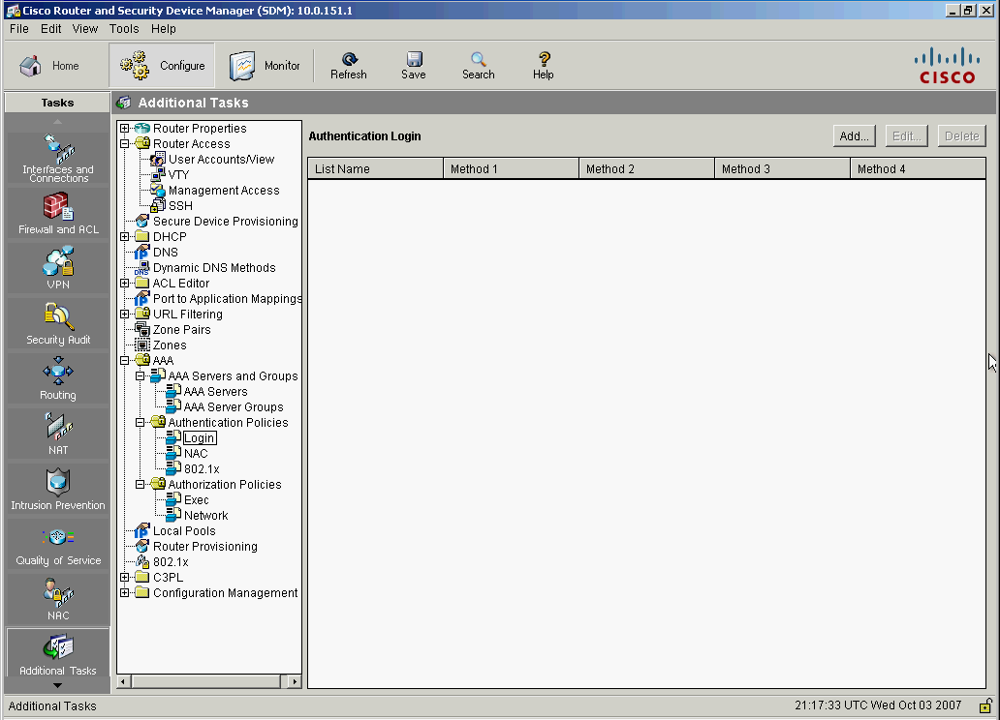 Cisco Router and Security Device Manager (SDM): 10.0.151.1
File Edit View Tools Help
Home Configure Monitor Refresh Save Search Help
CISCO
Tasks
Interfaces and
Connections
Firewall and ACL
VPN
Security Audit
Routing
NAT
Intrusion Prevention
Quality of Service
NAC
Additional Tasks
Additional Tasks
Router Properties
Router Access
User Accounts/View
VTY
Management Access
SSH
Secure Device Provisioning
DHCP
DNS
Dynamic DNS Methods
ACL Editor
Port to Application Mappings
URL Filtering
Zone Pairs
Zones
AAA
AAA Servers and Groups
AAA Servers
AAA Server Groups
Authentication Policies
Login
NAC
802.1x
Authorization Policies
Exec
Network
Local Pools
Router Provisioning
802.1x
C3PL
Configuration Management
Authentication Login
Add... Edit... Delete
List Name Method 1 Method 2 Method 3 Method 4
Additional Tasks
21:17:33 UTC Wed Oct 03 2007